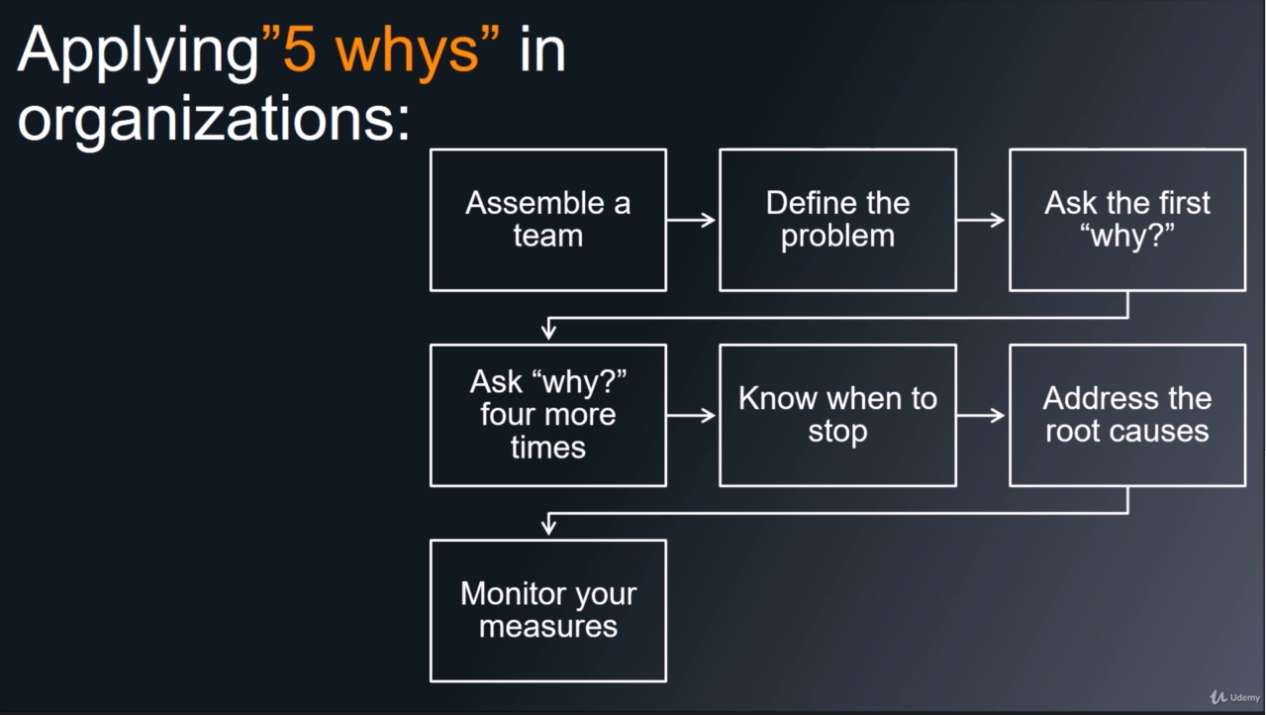 Applying”5 whys” in
organizations:
Assemble a
team
Define the
problem
Ask the first
“why?”
Ask “why?”
four more
times
Know when to
stop
Address the
root causes
Monitor your
measures
Udemy